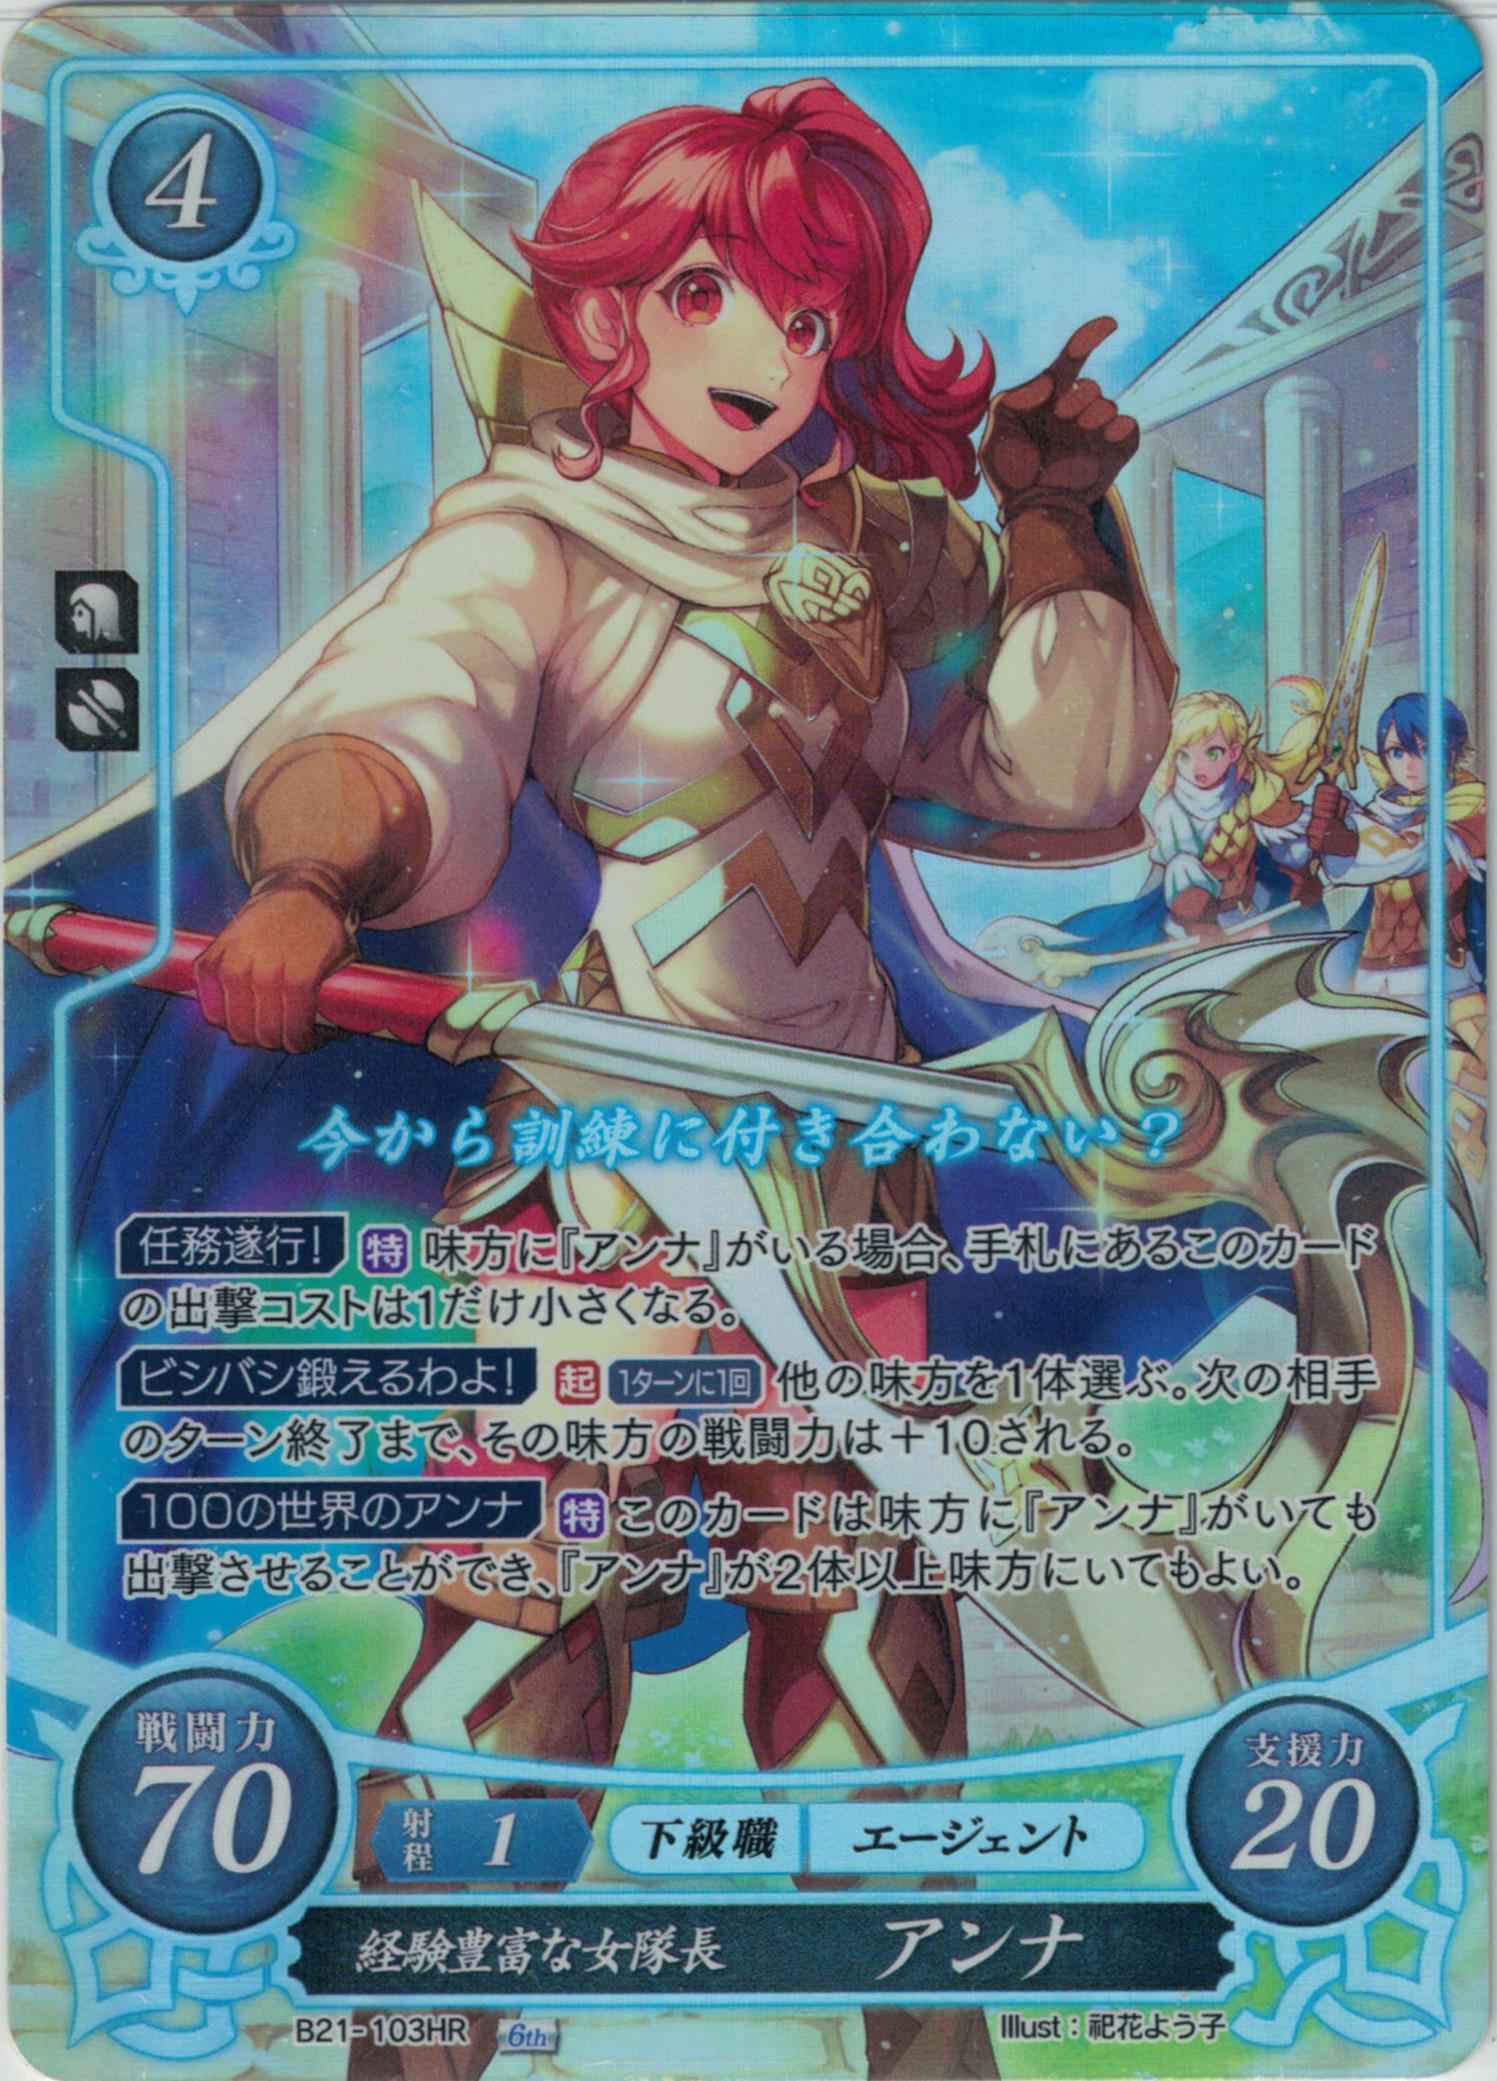 4
今から訓練に付き合わない？
任務遂行！ 特 味方に『アンナ』がいる場合、手札にあるこのカード
の出撃コストは1だけ小さくなる。
ビシバシ鍛えるわよ！ 起 1ターンに1回 他の味方を1体選ぶ。次の相手
のターン終了まで、その味方の戦闘力は＋10される。
100の世界のアンナ 特 このカードは味方に『アンナ』がいても
出撃させることができ、『アンナ』が2体以上味方にいてもよい。
戦闘力
70
射程 1
下級職 エージェント
支援力
20
経験豊富な女隊長 アンナ
B21-103HR 6th Illust：祀花よう子